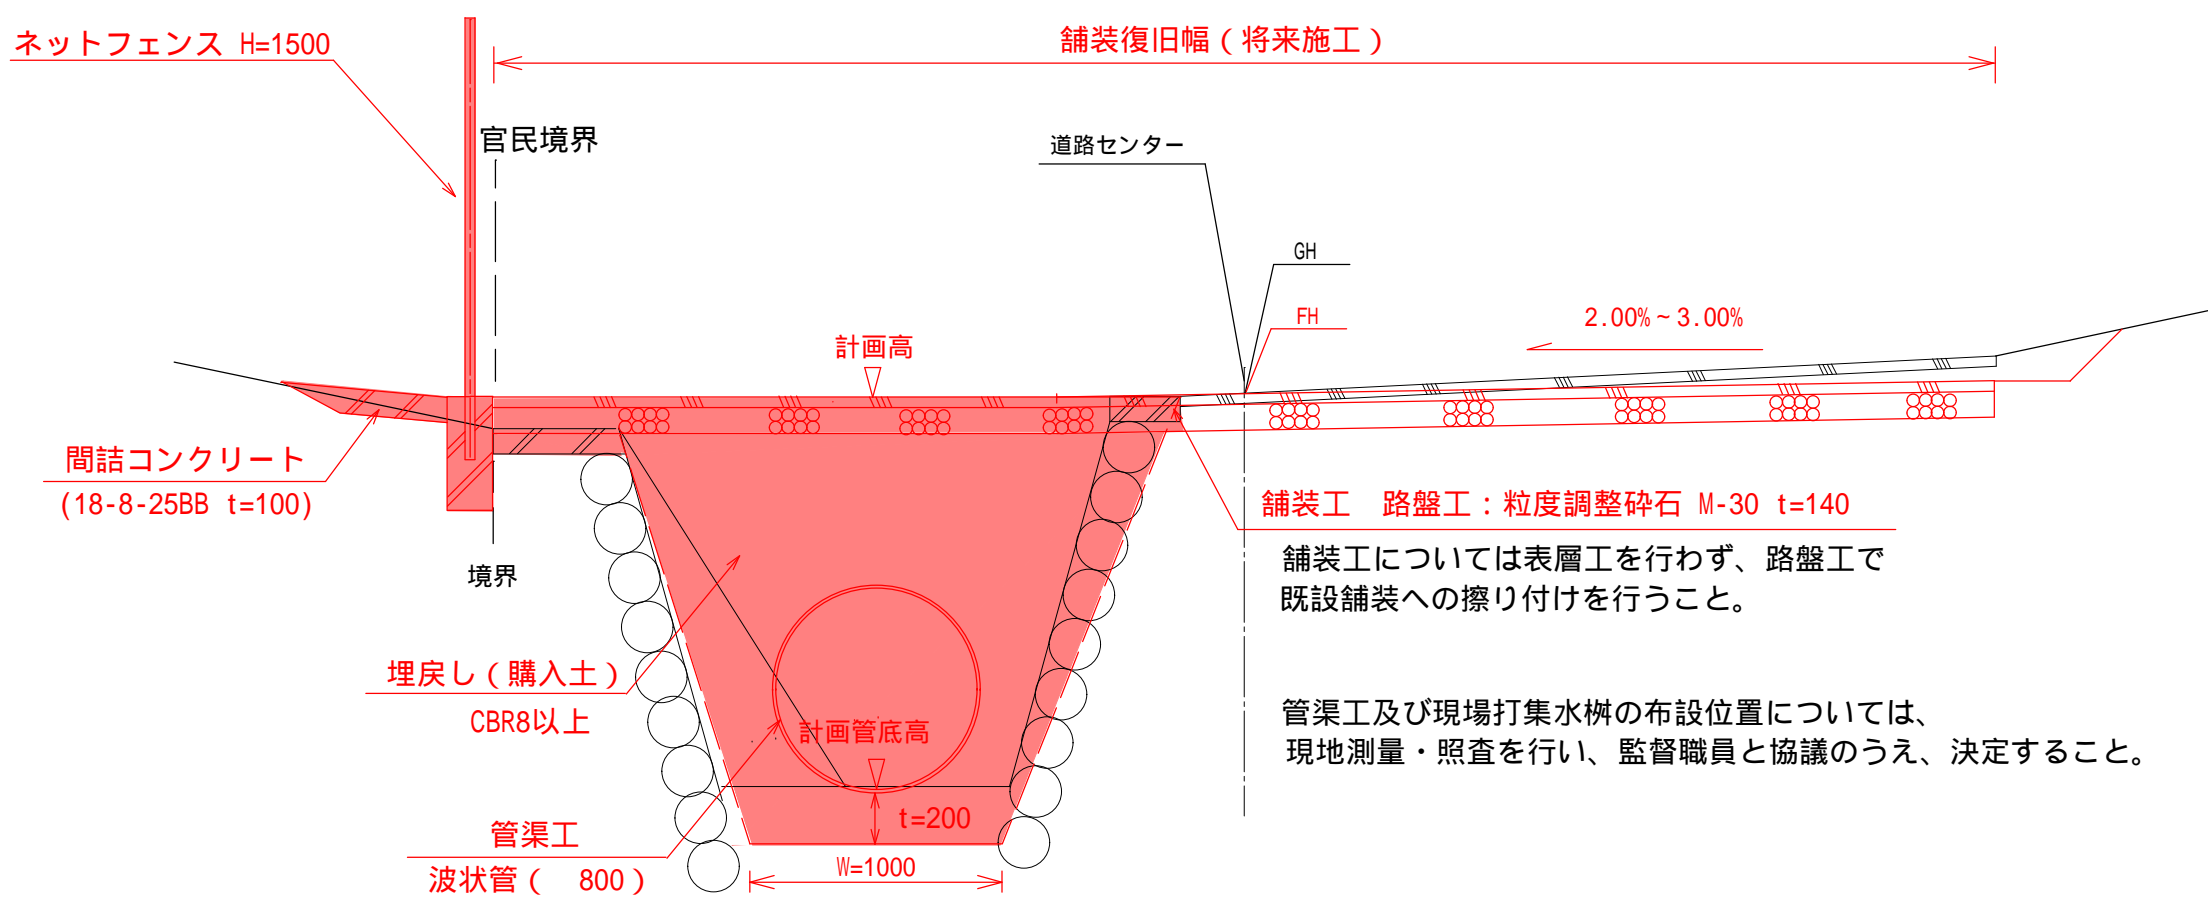 ネットフェンス H=1500
舗装復旧幅（将来施工）
官民境界
道路センター
GH
FH
2.00%~3.00%
計画高
間詰コンクリート
(18-8-25BB t=100)
境界
舗装工 路盤工：粒度調整砕石 M-30 t=140
舗装工については表層工を行わず、路盤工で
既設舗装への擦り付けを行うこと。
埋戻し（購入土）
CBR8以上
計画管底高
管渠工及び現場打集水桝の布設位置については、
現地測量・照査を行い、監督職員と協議のうえ、決定すること。
t=200
管渠工
波状管（ 800）
W=1000